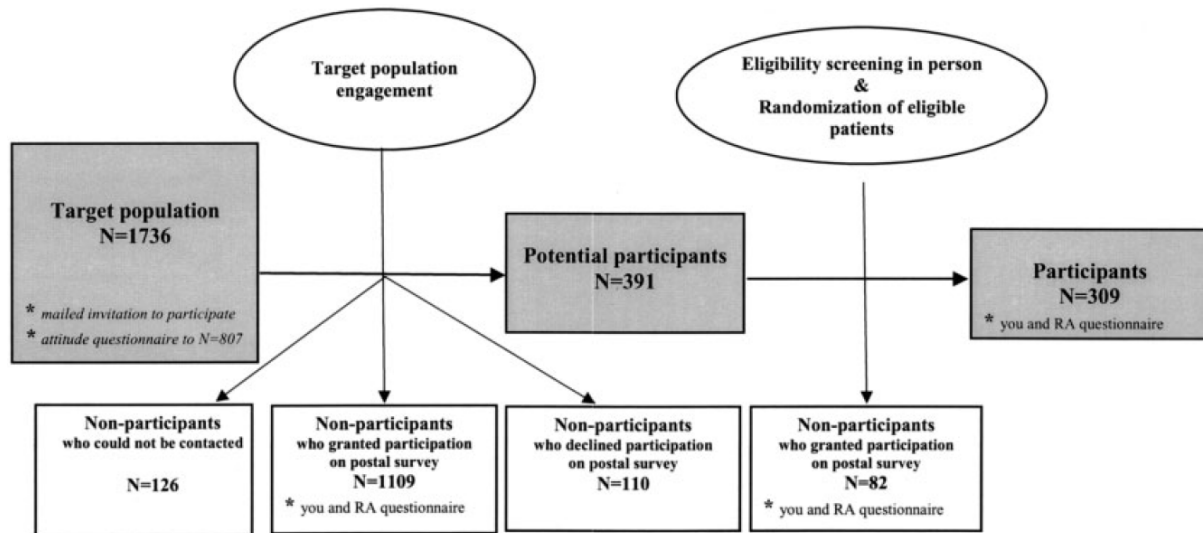 Target population
engagement
Eligibility screening in person
&
Randomization of eligible
patients
Target population
N=1736
* mailed invitation to participate
* attitude questionnaire to N=807
Potential participants
N=391
Participants
N=309
* you and RA questionnaire
Non-participants
who could not be contacted
N=126
Non-participants
who granted participation
on postal survey
N=1109
* you and RA questionnaire
Non-participants
who declined participation
on postal survey
N=110
Non-participants
who granted participation
on postal survey
N=82
* you and RA questionnaire